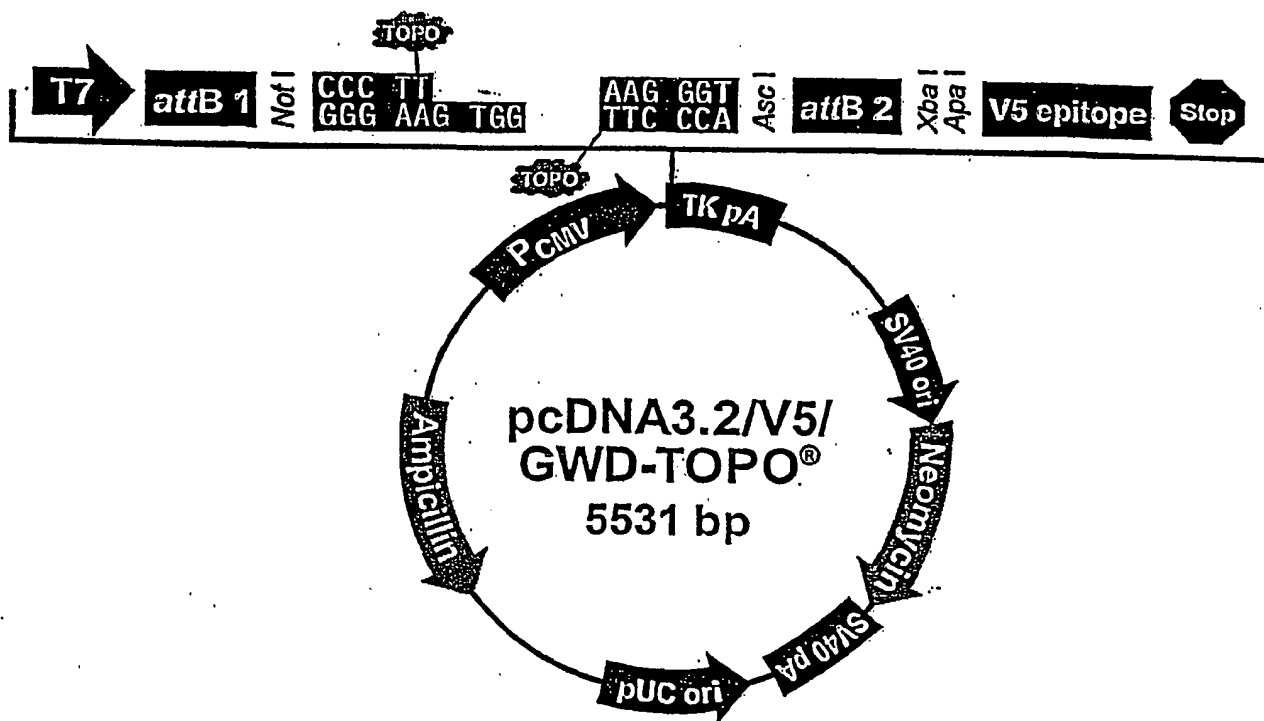 TOPO
T7
attB 1
Not I
CCC TT
GGG AAG TGG
AAG GGT
TTC CCA
Asc I
attB 2
Xba I
Apa I
V5 epitope
Stop
TOPO
PCMV
TK pA
SV40 ori
Neomycin
SV40 pA
pUC ori
Ampicillin
pcDNA3.2/V5/
GWD-TOPO®
5531 bp